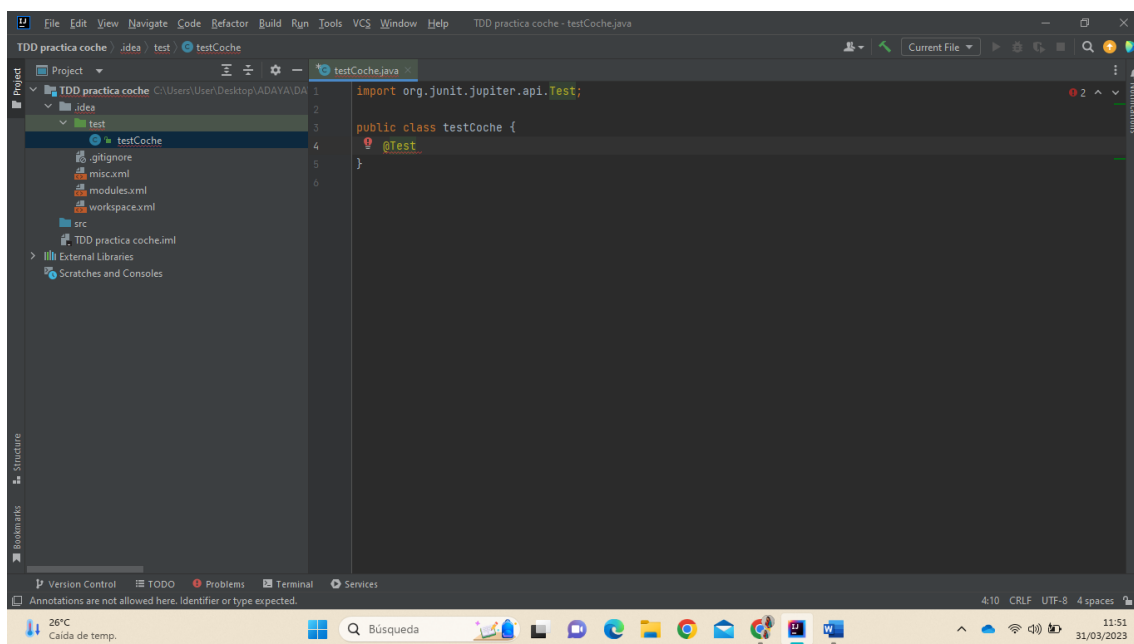 File Edit View Navigate Code Refactor Build Run Tools VCS Window Help TDD practica coche - testCoche.java
TDD practica coche .idea test testCoche Current File
Project testCoche.java
TDD practica coche C:\Users\User\Desktop\ADAYA\DA
.idea
test
testCoche
.gitignore
misc.xml
modules.xml
workspace.xml
src
TDD practica coche.iml
External Libraries
Scratches and Consoles
1 import org.junit.jupiter.api.Test;
2
3 public class testCoche {
4 @Test
5 }
6
2
Project
Notifications
Structure
Bookmarks
Version Control TODO Problems Terminal Services
Annotations are not allowed here. Identifier or type expected. 4:10 CRLF UTF-8 4 spaces
26°C
Caída de temp.
Búsqueda
11:51
31/03/2023